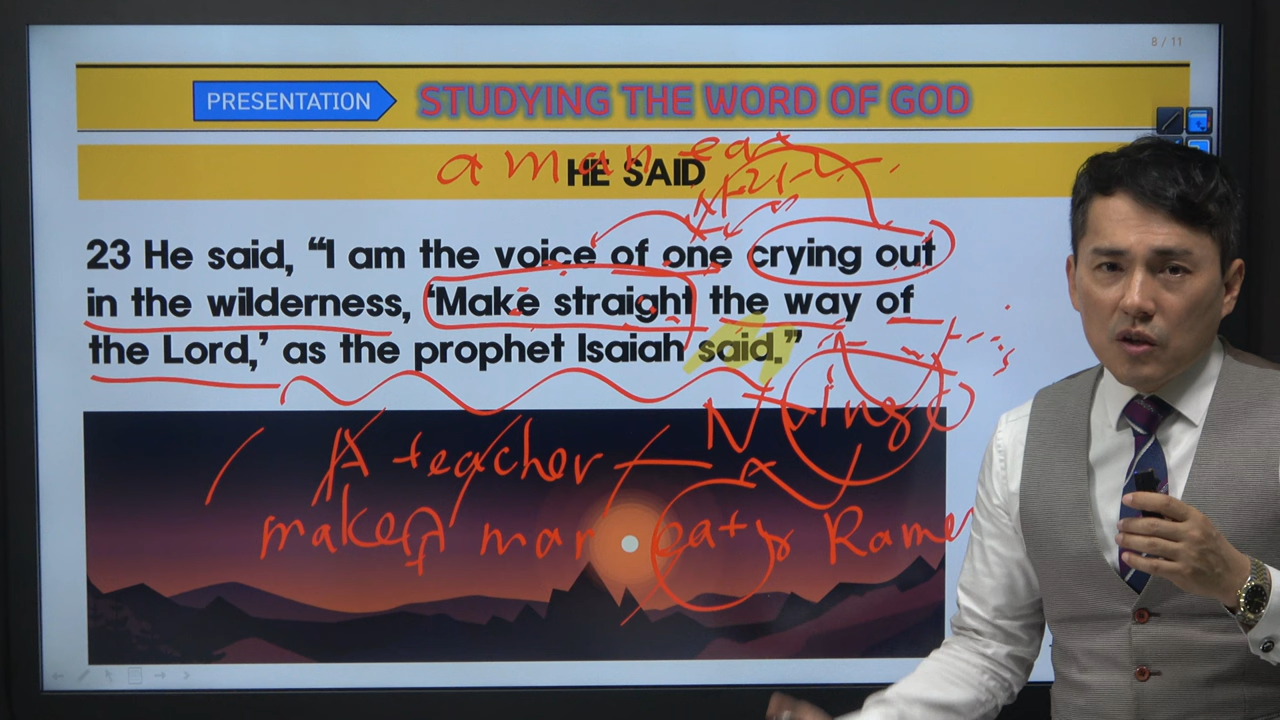 8 / 11
PRESENTATION STUDYING THE WORD OF GOD
a man eat
HE SAID
23 He said, “I am the voice of one crying out
in the wilderness, ‘Make straight the way of
the Lord,’ as the prophet Isaiah said.”
A teacher
make man eat Rame